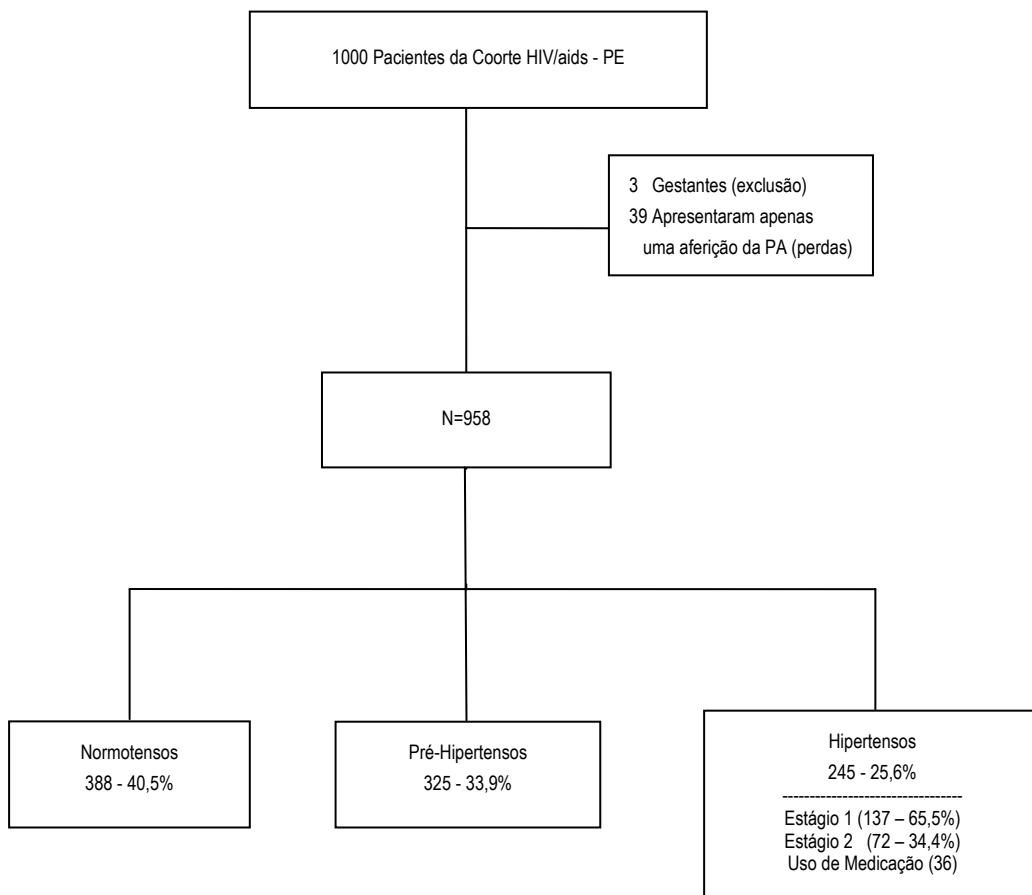 1000 Pacientes da Coorte HIV/aids - PE
3 Gestantes (exclusão)
39 Apresentaram apenas
uma aferição da PA (perdas)
N=958
Normotensos
388 - 40,5%
Pré-Hipertensos
325 - 33,9%
Hipertensos
245 - 25,6%
---------------------------------
Estágio 1 (137 – 65,5%)
Estágio 2 (72 – 34,4%)
Uso de Medicação (36)